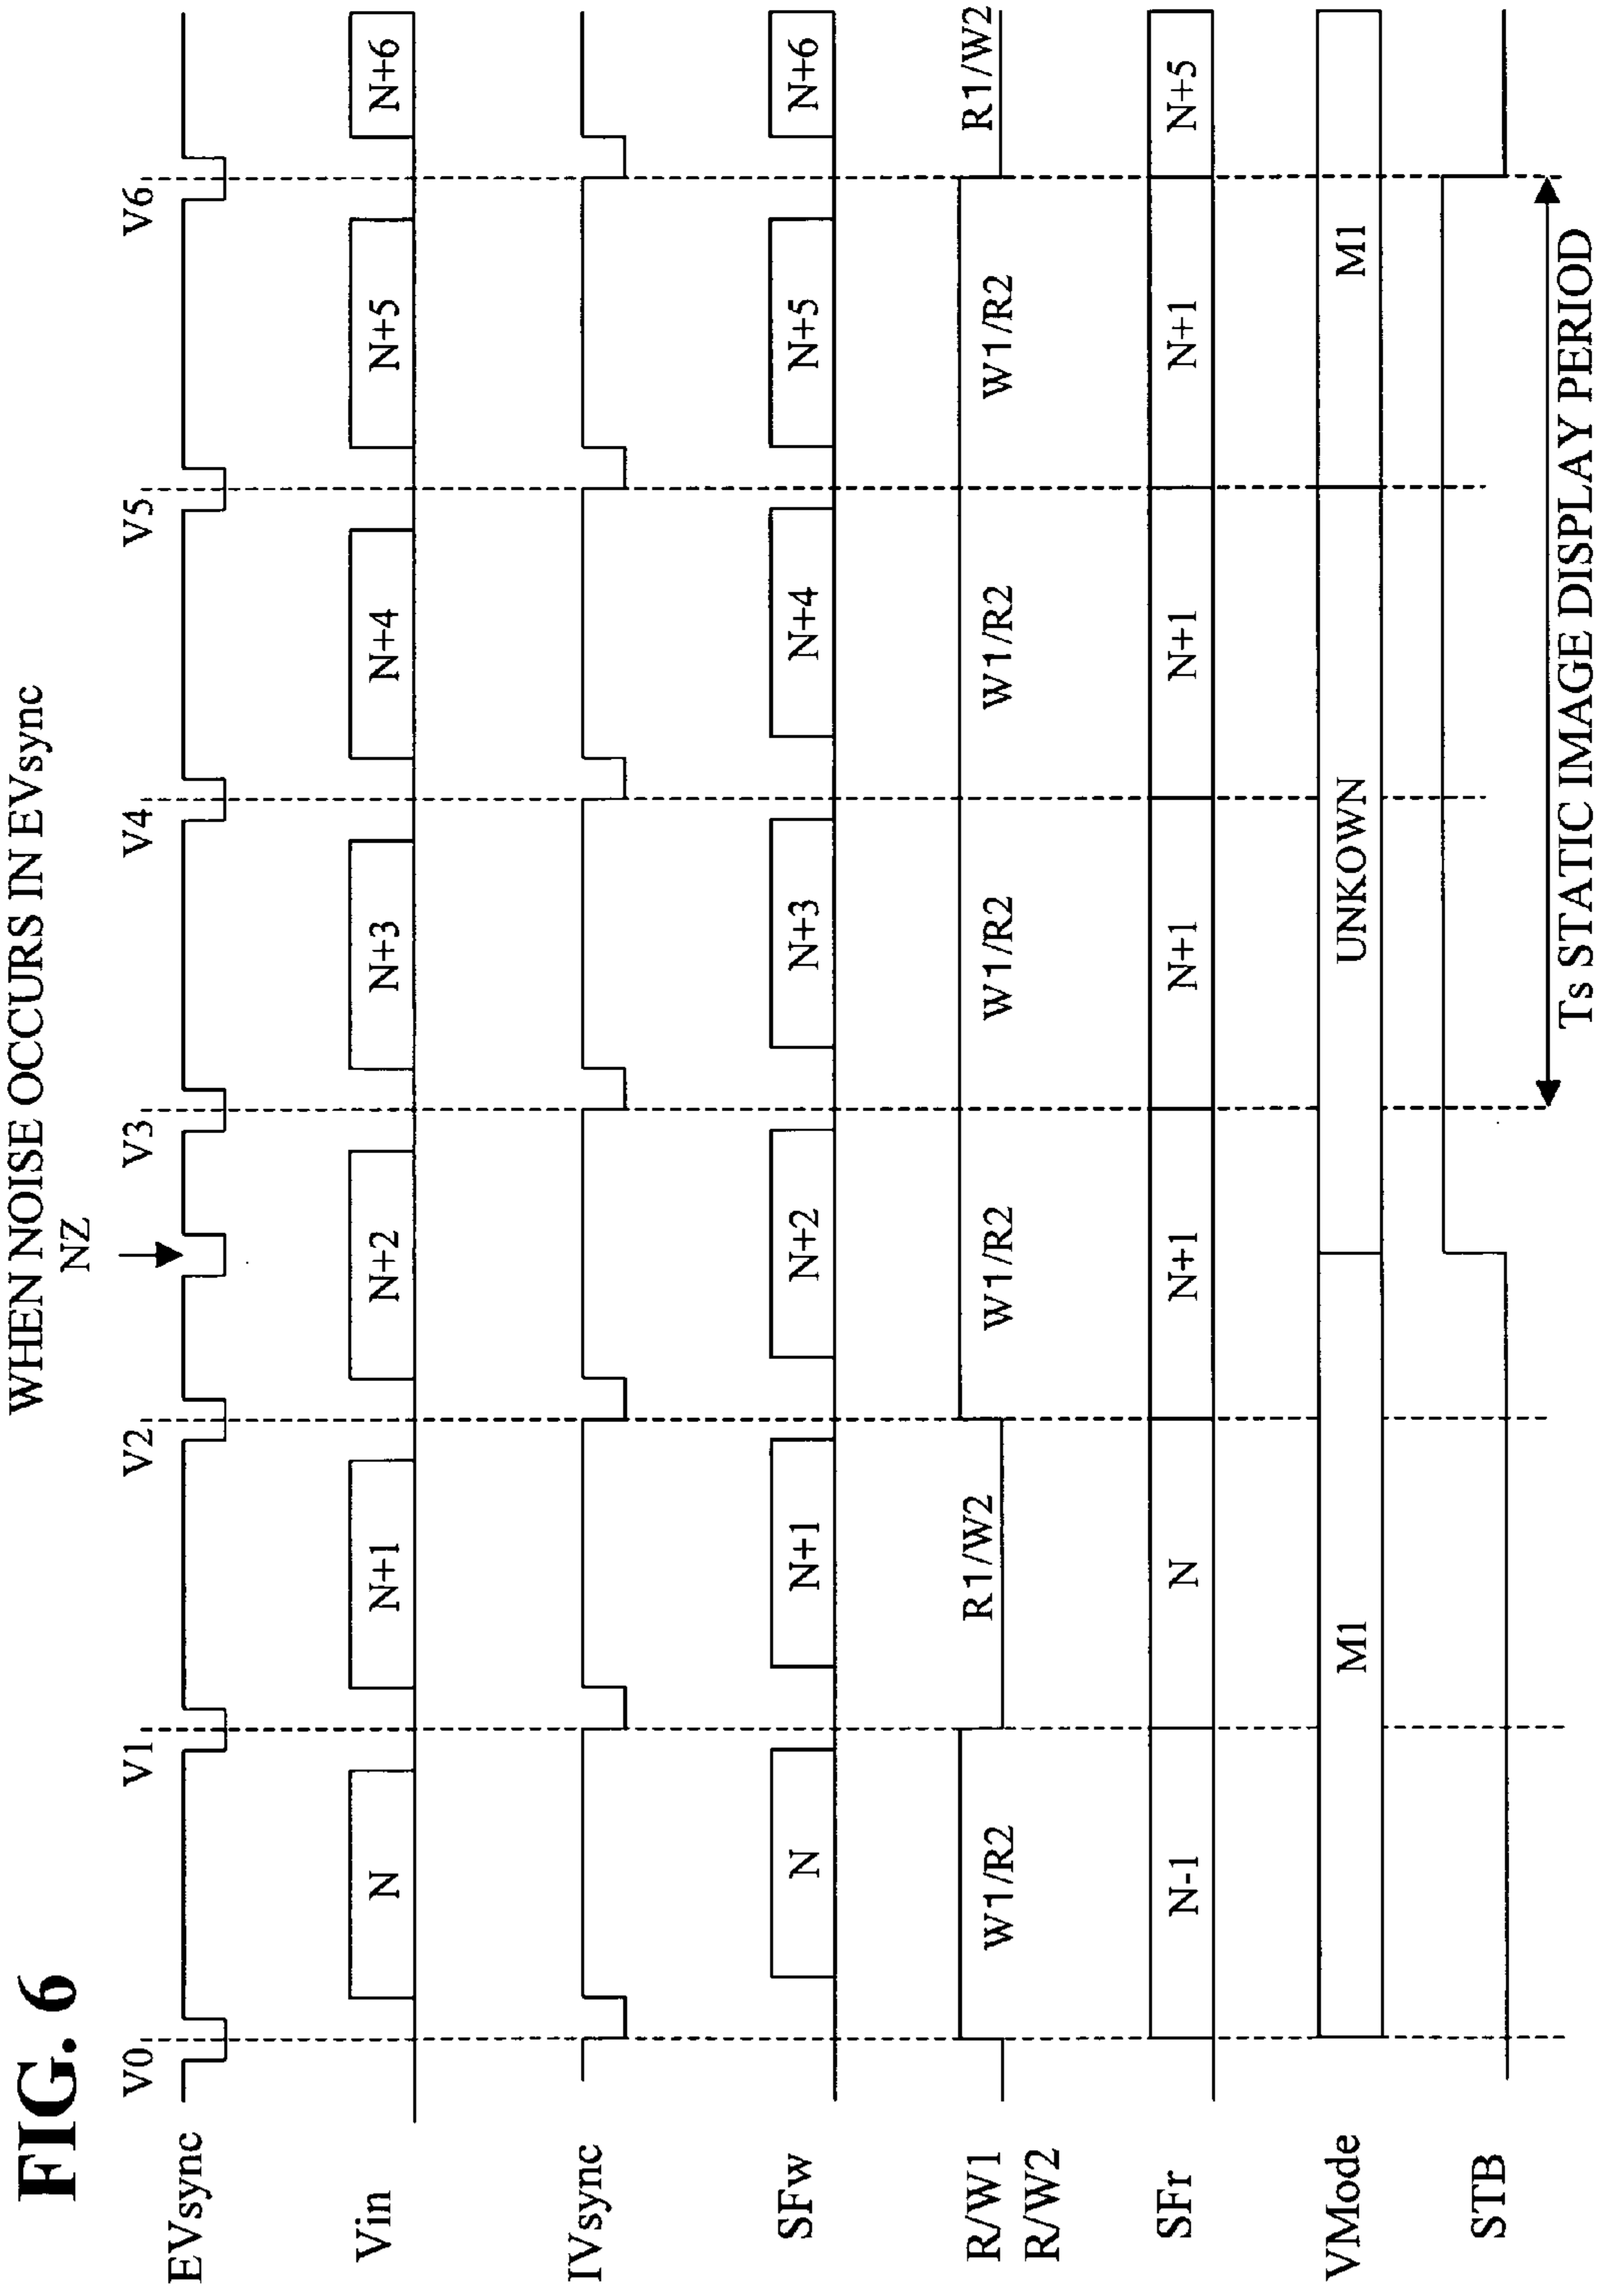 FIG. 6
WHEN NOISE OCCURS IN EVsync
NZ
V0 V1 V2 V3 V4 V5 V6
EVsync
Vin N N+1 N+2 N+3 N+4 N+5 N+6
IVsync
SFw N N+1 N+2 N+3 N+4 N+5 N+6
R/W1 W1/R2 R1/W2 W1/R2 W1/R2 W1/R2 W1/R2 R1/W2
R/W2
SFr N-1 N N+1 N+1 N+1 N+1 N+5
VMode M1 UNKOWN M1
STB
Ts STATIC IMAGE DISPLAY PERIOD